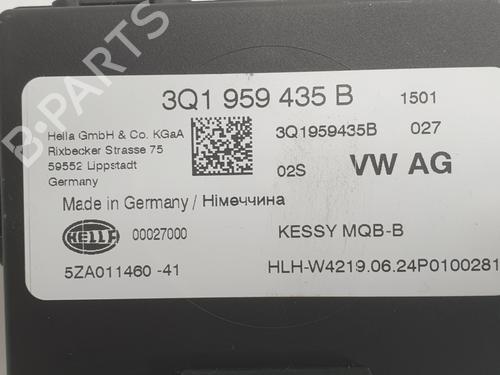 3Q1 959 435 B 1501
Hella GmbH & Co. KGaA
Rixbecker Strasse 75
59552 Lippstadt
Germany
3Q1959435B 027
02S VW AG
Made in Germany / Німеччина
HELLA 00027000 KESSY MQB-B
5ZA011460 -41 HLH-W4219.06.24P0100281
B-PARTS